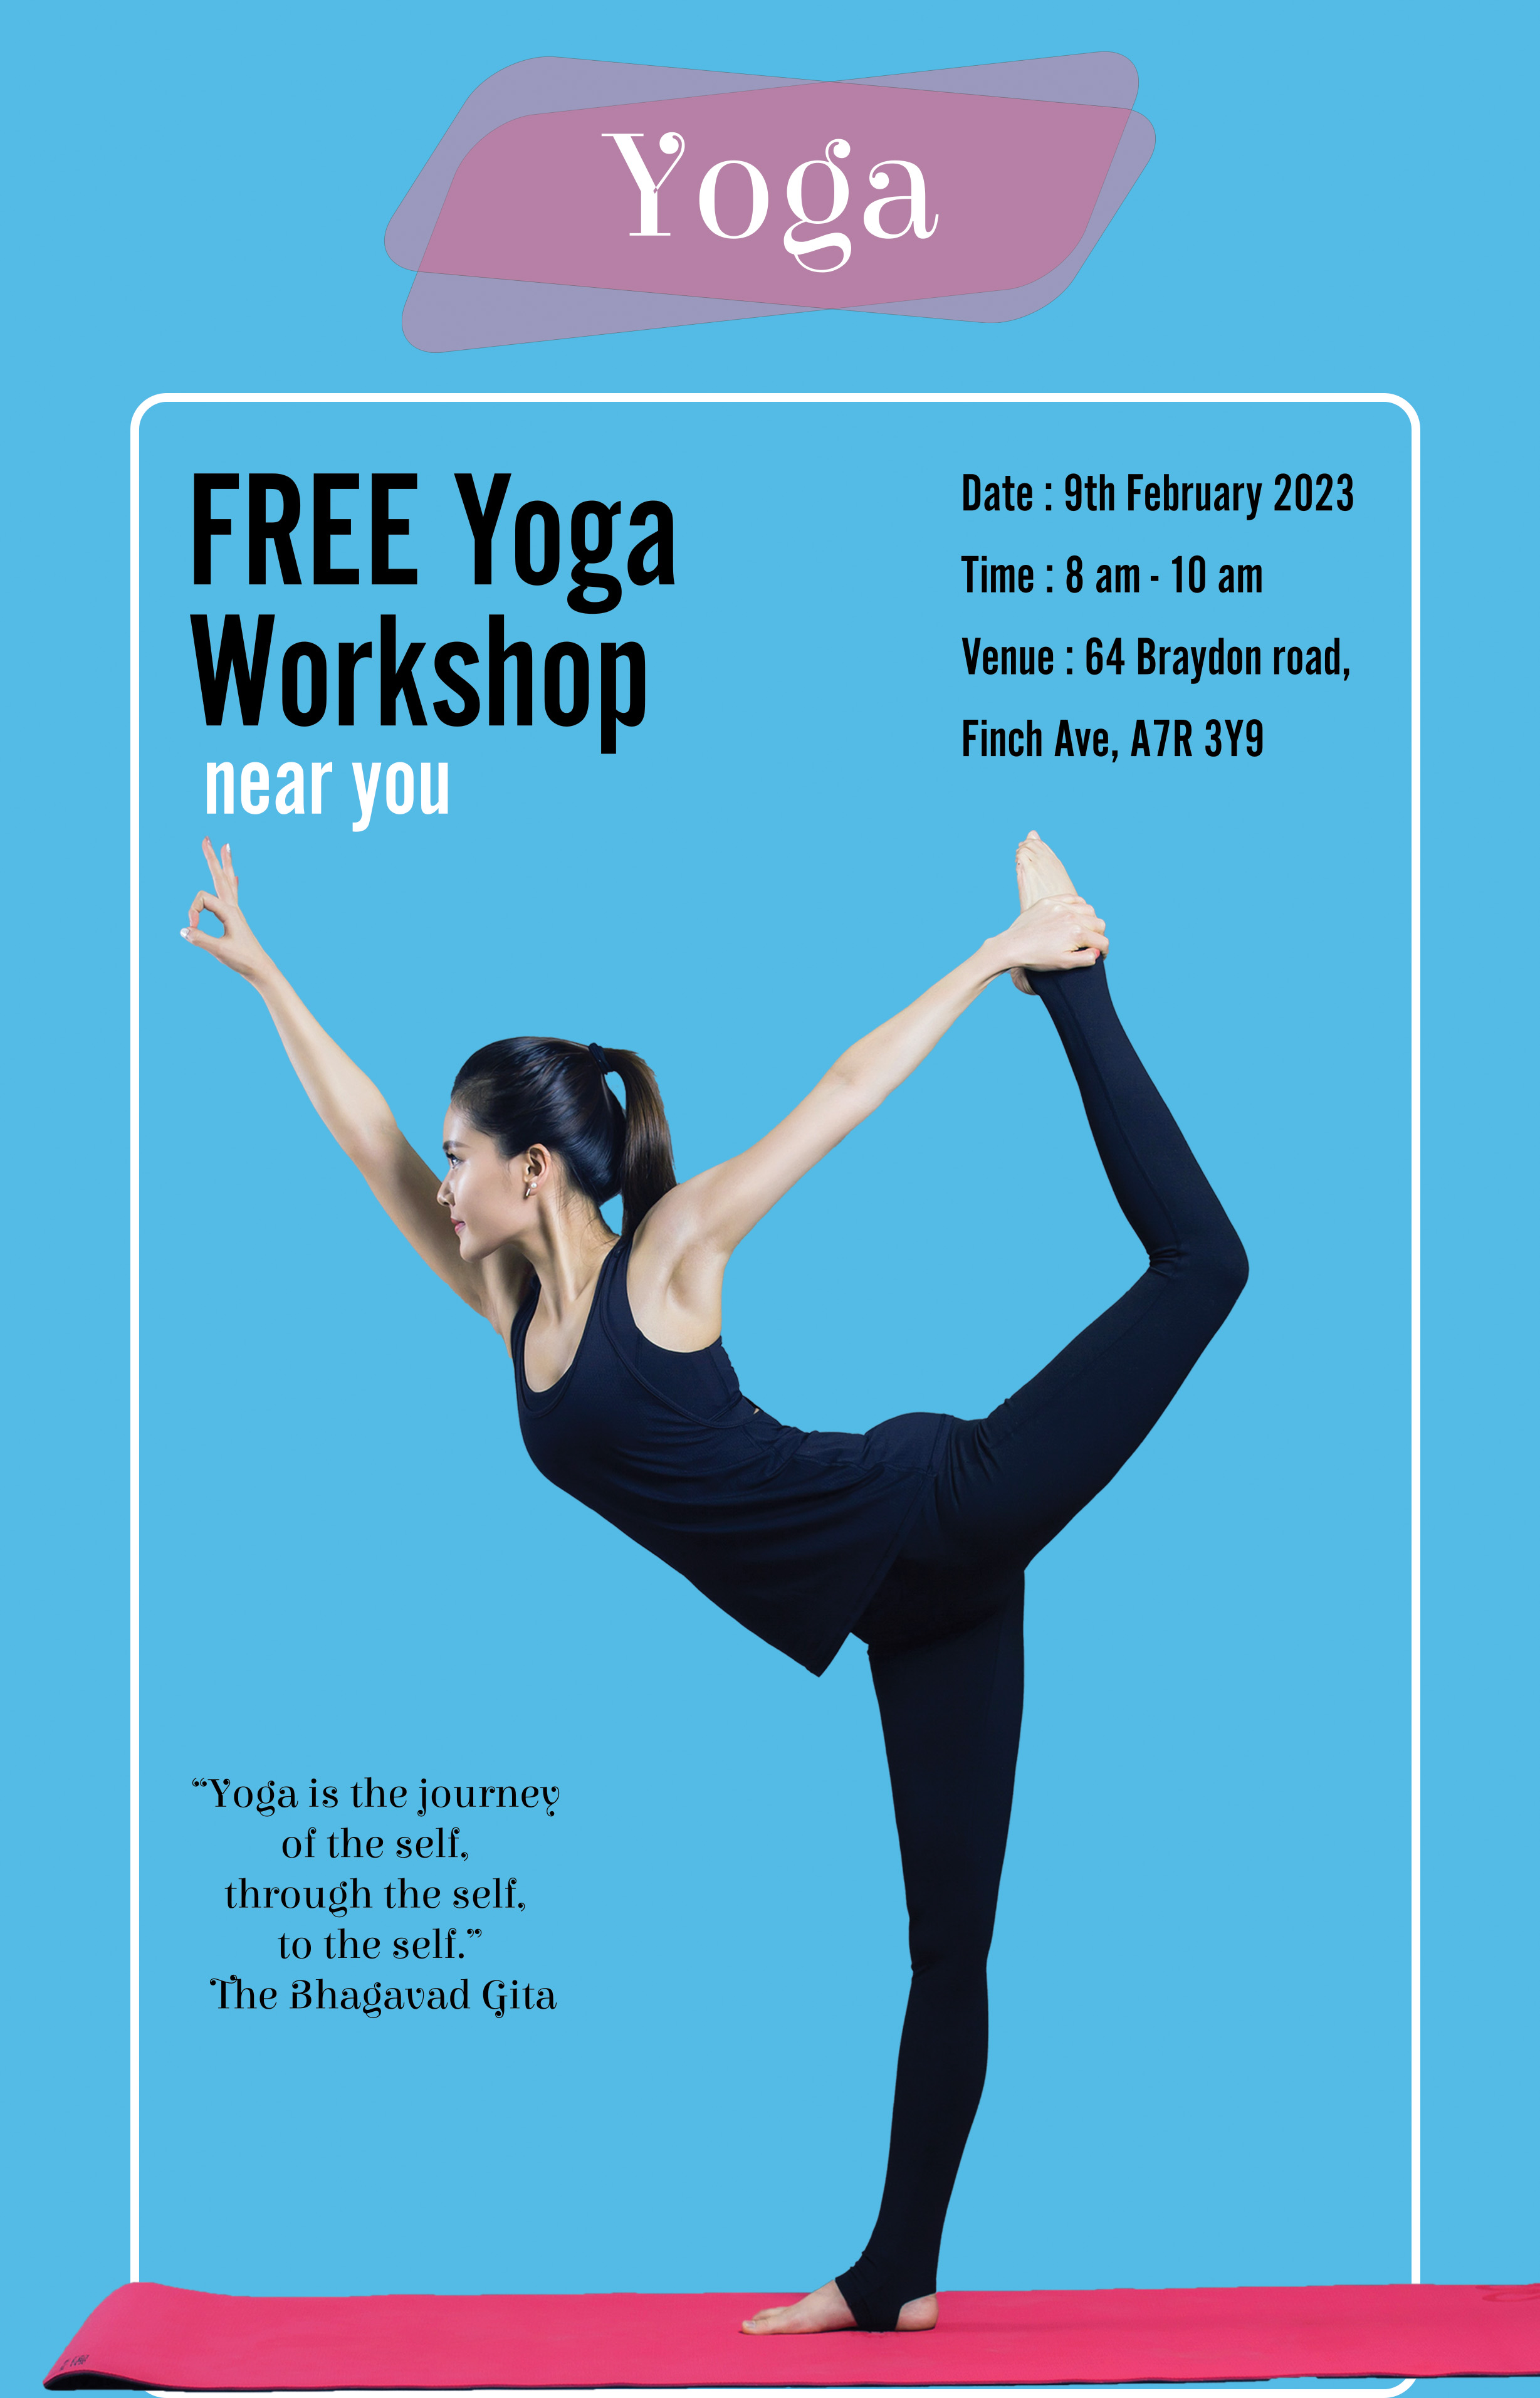 Yoga
FREE Yoga
Workshop
near you
Date : 9th February 2023
Time : 8 am - 10 am
Venue : 64 Braydon road,
Finch Ave, A7R 3Y9
“Yoga is the journey
of the self,
through the self,
to the self.”
The Bhagavad Gita